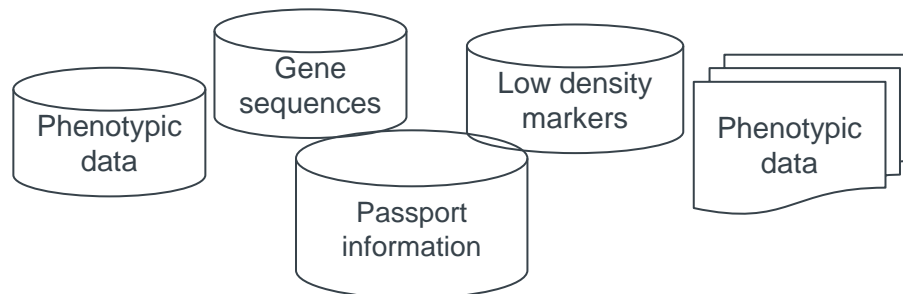 Phenotypic
data
Gene
sequences
Passport
information
Low density
markers
Phenotypic
data